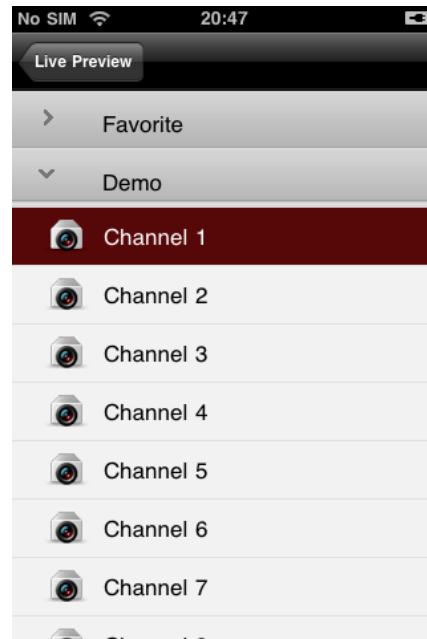 No SIM 20:47
Live Preview
Favorite
Demo
Channel 1
Channel 2
Channel 3
Channel 4
Channel 5
Channel 6
Channel 7